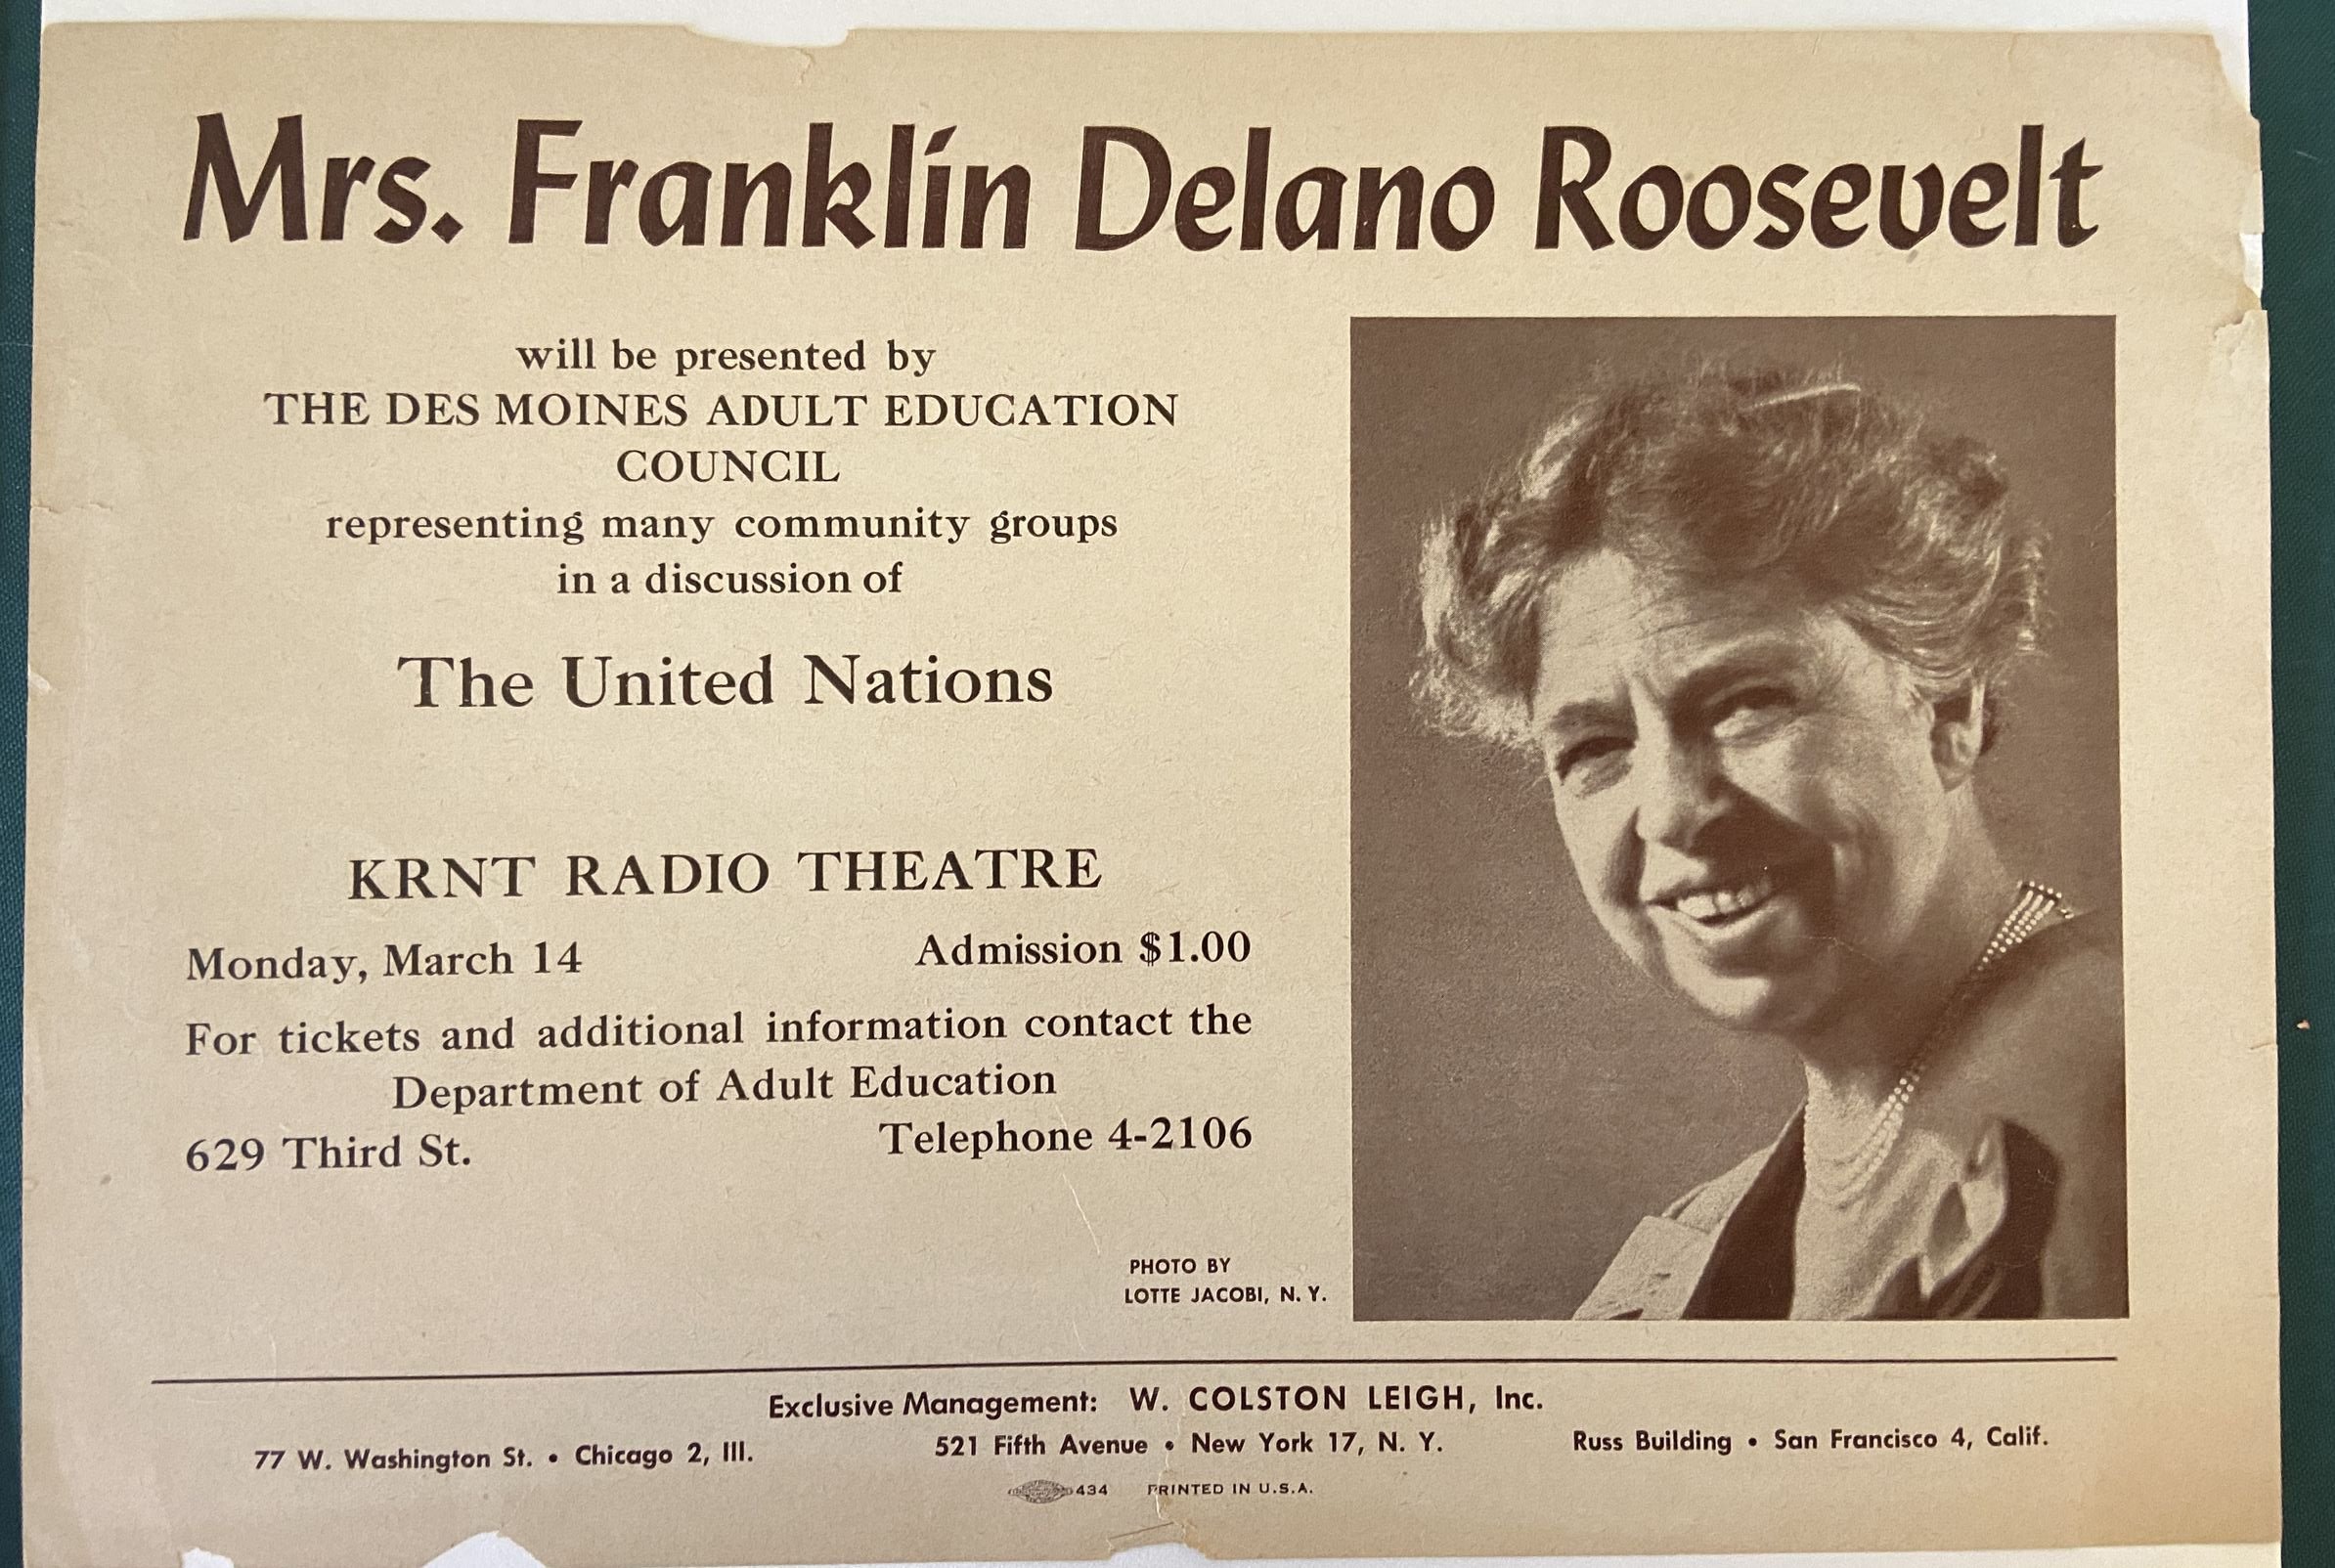 Mrs. Franklin Delano Roosevelt
will be presented by
THE DES MOINES ADULT EDUCATION
COUNCIL
representing many community groups
in a discussion of
The United Nations
KRNT RADIO THEATRE
Monday, March 14 Admission $1.00
For tickets and additional information contact the
Department of Adult Education
629 Third St. Telephone 4-2106
PHOTO BY
LOTTE JACOBI, N. Y.
Exclusive Management: W. COLSTON LEIGH, Inc.
77 W. Washington St. • Chicago 2, Ill. 521 Fifth Avenue • New York 17, N. Y. Russ Building • San Francisco 4, Calif.
434 PRINTED IN U.S.A.